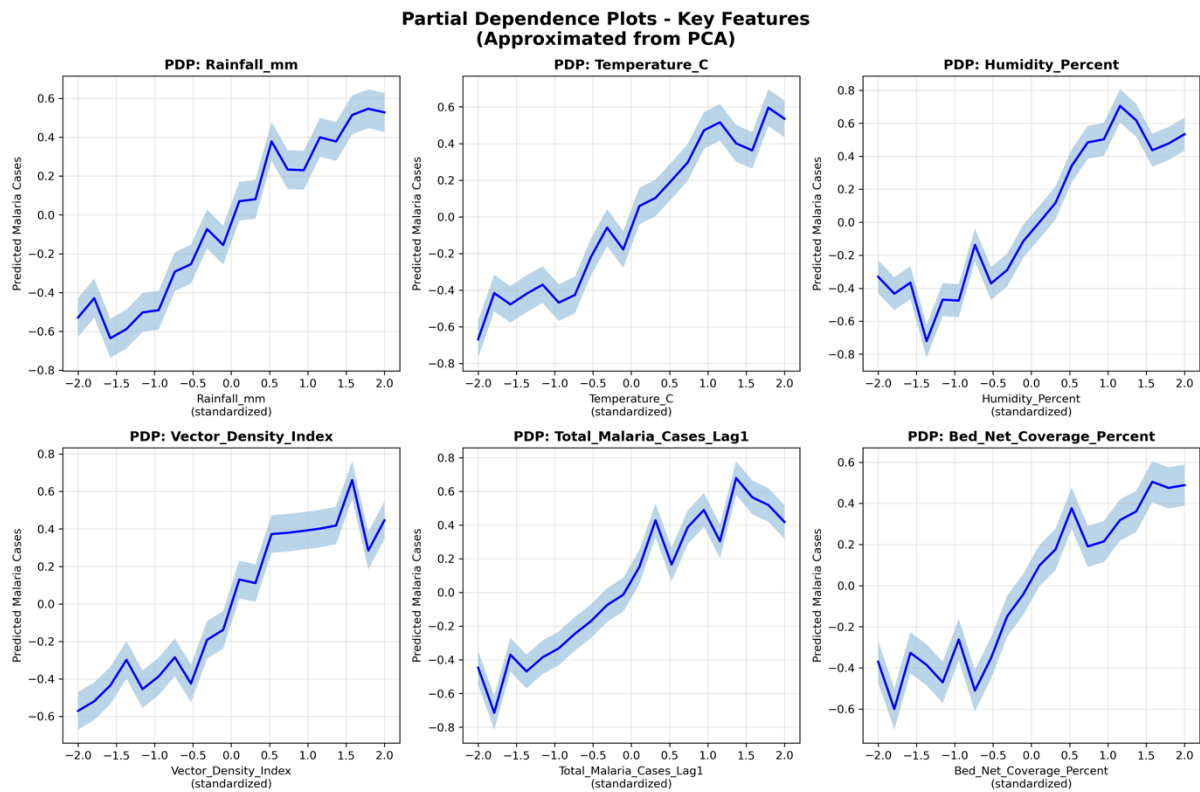 Partial Dependence Plots - Key Features
(Approximated from PCA)
PDP: Rainfall_mm
Predicted Malaria Cases
0.6
0.4
0.2
0.0
−0.2
−0.4
−0.6
−0.8
−2.0 −1.5 −1.0 −0.5 0.0 0.5 1.0 1.5 2.0
Rainfall_mm
(standardized)
PDP: Temperature_C
Predicted Malaria Cases
0.6
0.4
0.2
0.0
−0.2
−0.4
−0.6
−0.8
−2.0 −1.5 −1.0 −0.5 0.0 0.5 1.0 1.5 2.0
Temperature_C
(standardized)
PDP: Humidity_Percent
Predicted Malaria Cases
0.8
0.6
0.4
0.2
0.0
−0.2
−0.4
−0.6
−0.8
−2.0 −1.5 −1.0 −0.5 0.0 0.5 1.0 1.5 2.0
Humidity_Percent
(standardized)
PDP: Vector_Density_Index
Predicted Malaria Cases
0.8
0.6
0.4
0.2
0.0
−0.2
−0.4
−0.6
−2.0 −1.5 −1.0 −0.5 0.0 0.5 1.0 1.5 2.0
Vector_Density_Index
(standardized)
PDP: Total_Malaria_Cases_Lag1
Predicted Malaria Cases
0.8
0.6
0.4
0.2
0.0
−0.2
−0.4
−0.6
−0.8
−2.0 −1.5 −1.0 −0.5 0.0 0.5 1.0 1.5 2.0
Total_Malaria_Cases_Lag1
(standardized)
PDP: Bed_Net_Coverage_Percent
Predicted Malaria Cases
0.6
0.4
0.2
0.0
−0.2
−0.4
−0.6
−2.0 −1.5 −1.0 −0.5 0.0 0.5 1.0 1.5 2.0
Bed_Net_Coverage_Percent
(standardized)